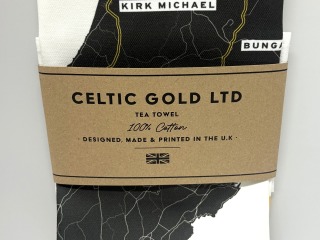 KIRK MICHAEL
BUNGA
CELTIC GOLD LTD
TEA TOWEL
100% Cotton
· DESIGNED, MADE & PRINTED IN THE U.K ·